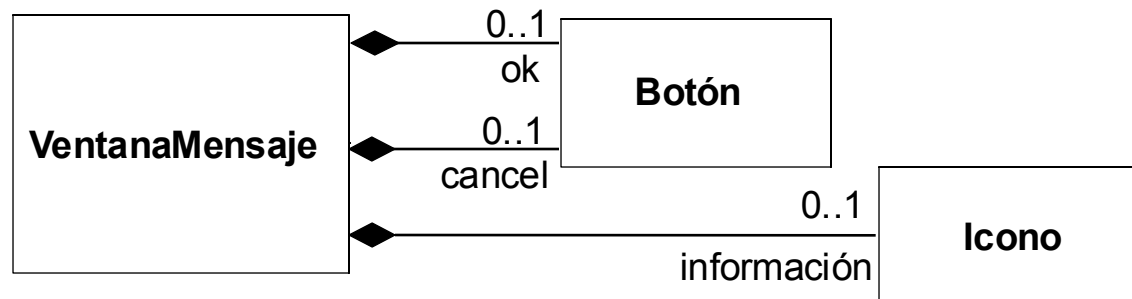 0..1
ok
Botón
VentanaMensaje
0..1
cancel
0..1
Icono
información